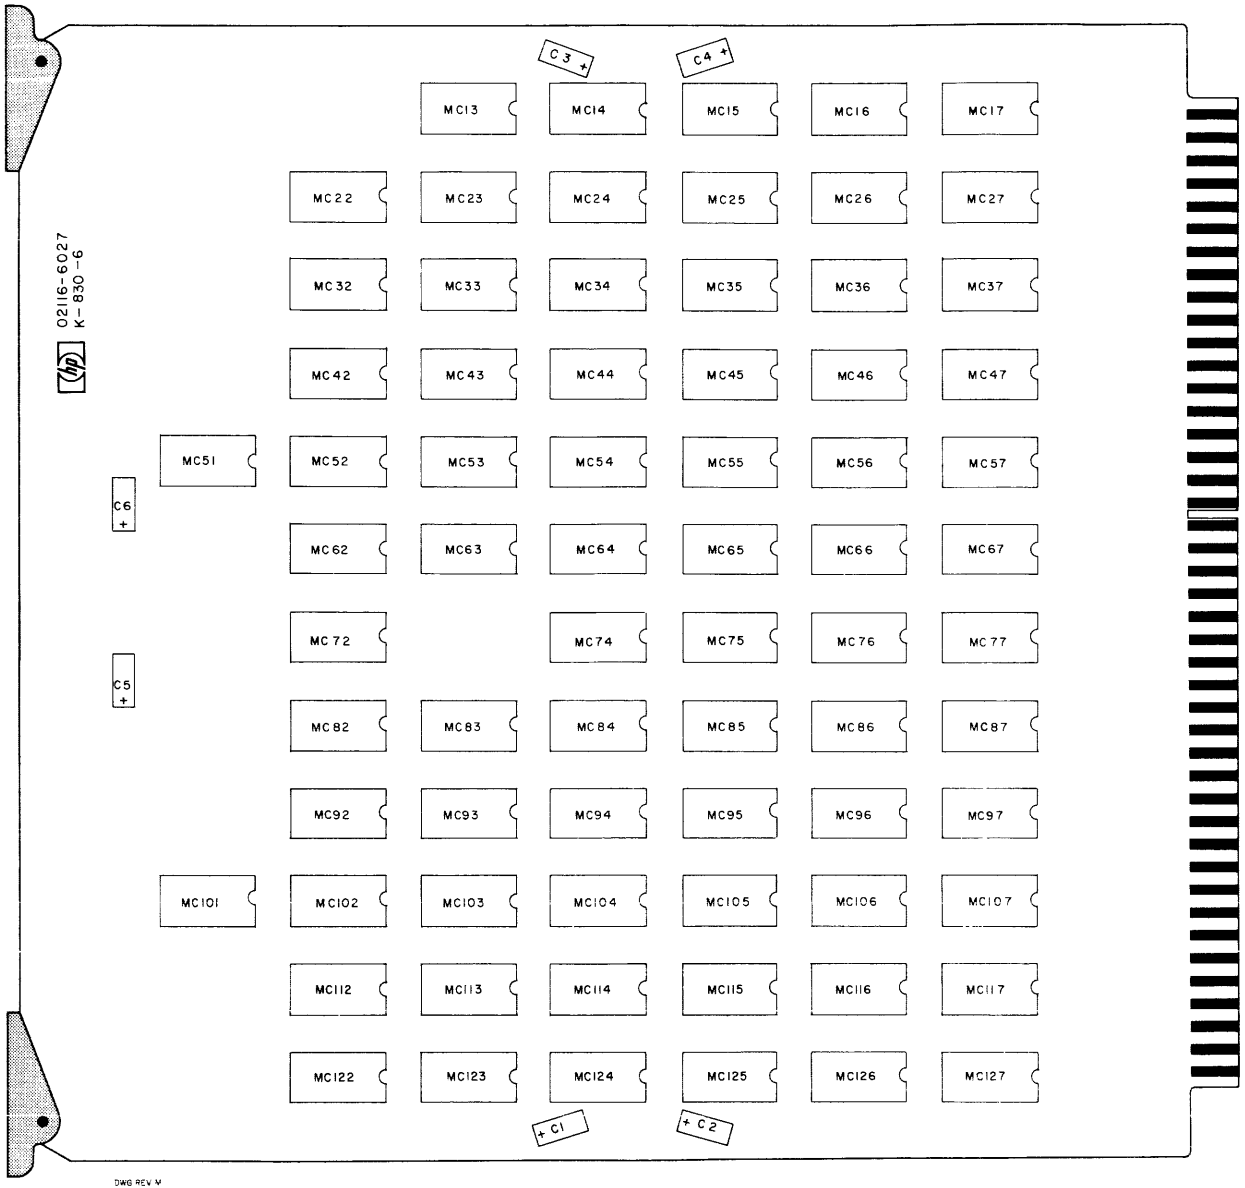 C3 + C4 +
MC13 MC14 MC15 MC16 MC17
MC22 MC23 MC24 MC25 MC26 MC27
02116-6027
K-830-6
hp
MC32 MC33 MC34 MC35 MC36 MC37
MC42 MC43 MC44 MC45 MC46 MC47
MC51 MC52 MC53 MC54 MC55 MC56 MC57
C6
+
MC62 MC63 MC64 MC65 MC66 MC67
MC72 MC74 MC75 MC76 MC77
C5
+
MC82 MC83 MC84 MC85 MC86 MC87
MC92 MC93 MC94 MC95 MC96 MC97
MC101 MC102 MC103 MC104 MC105 MC106 MC107
MC112 MC113 MC114 MC115 MC116 MC117
MC122 MC123 MC124 MC125 MC126 MC127
+ C1 + C2
DWG REV M